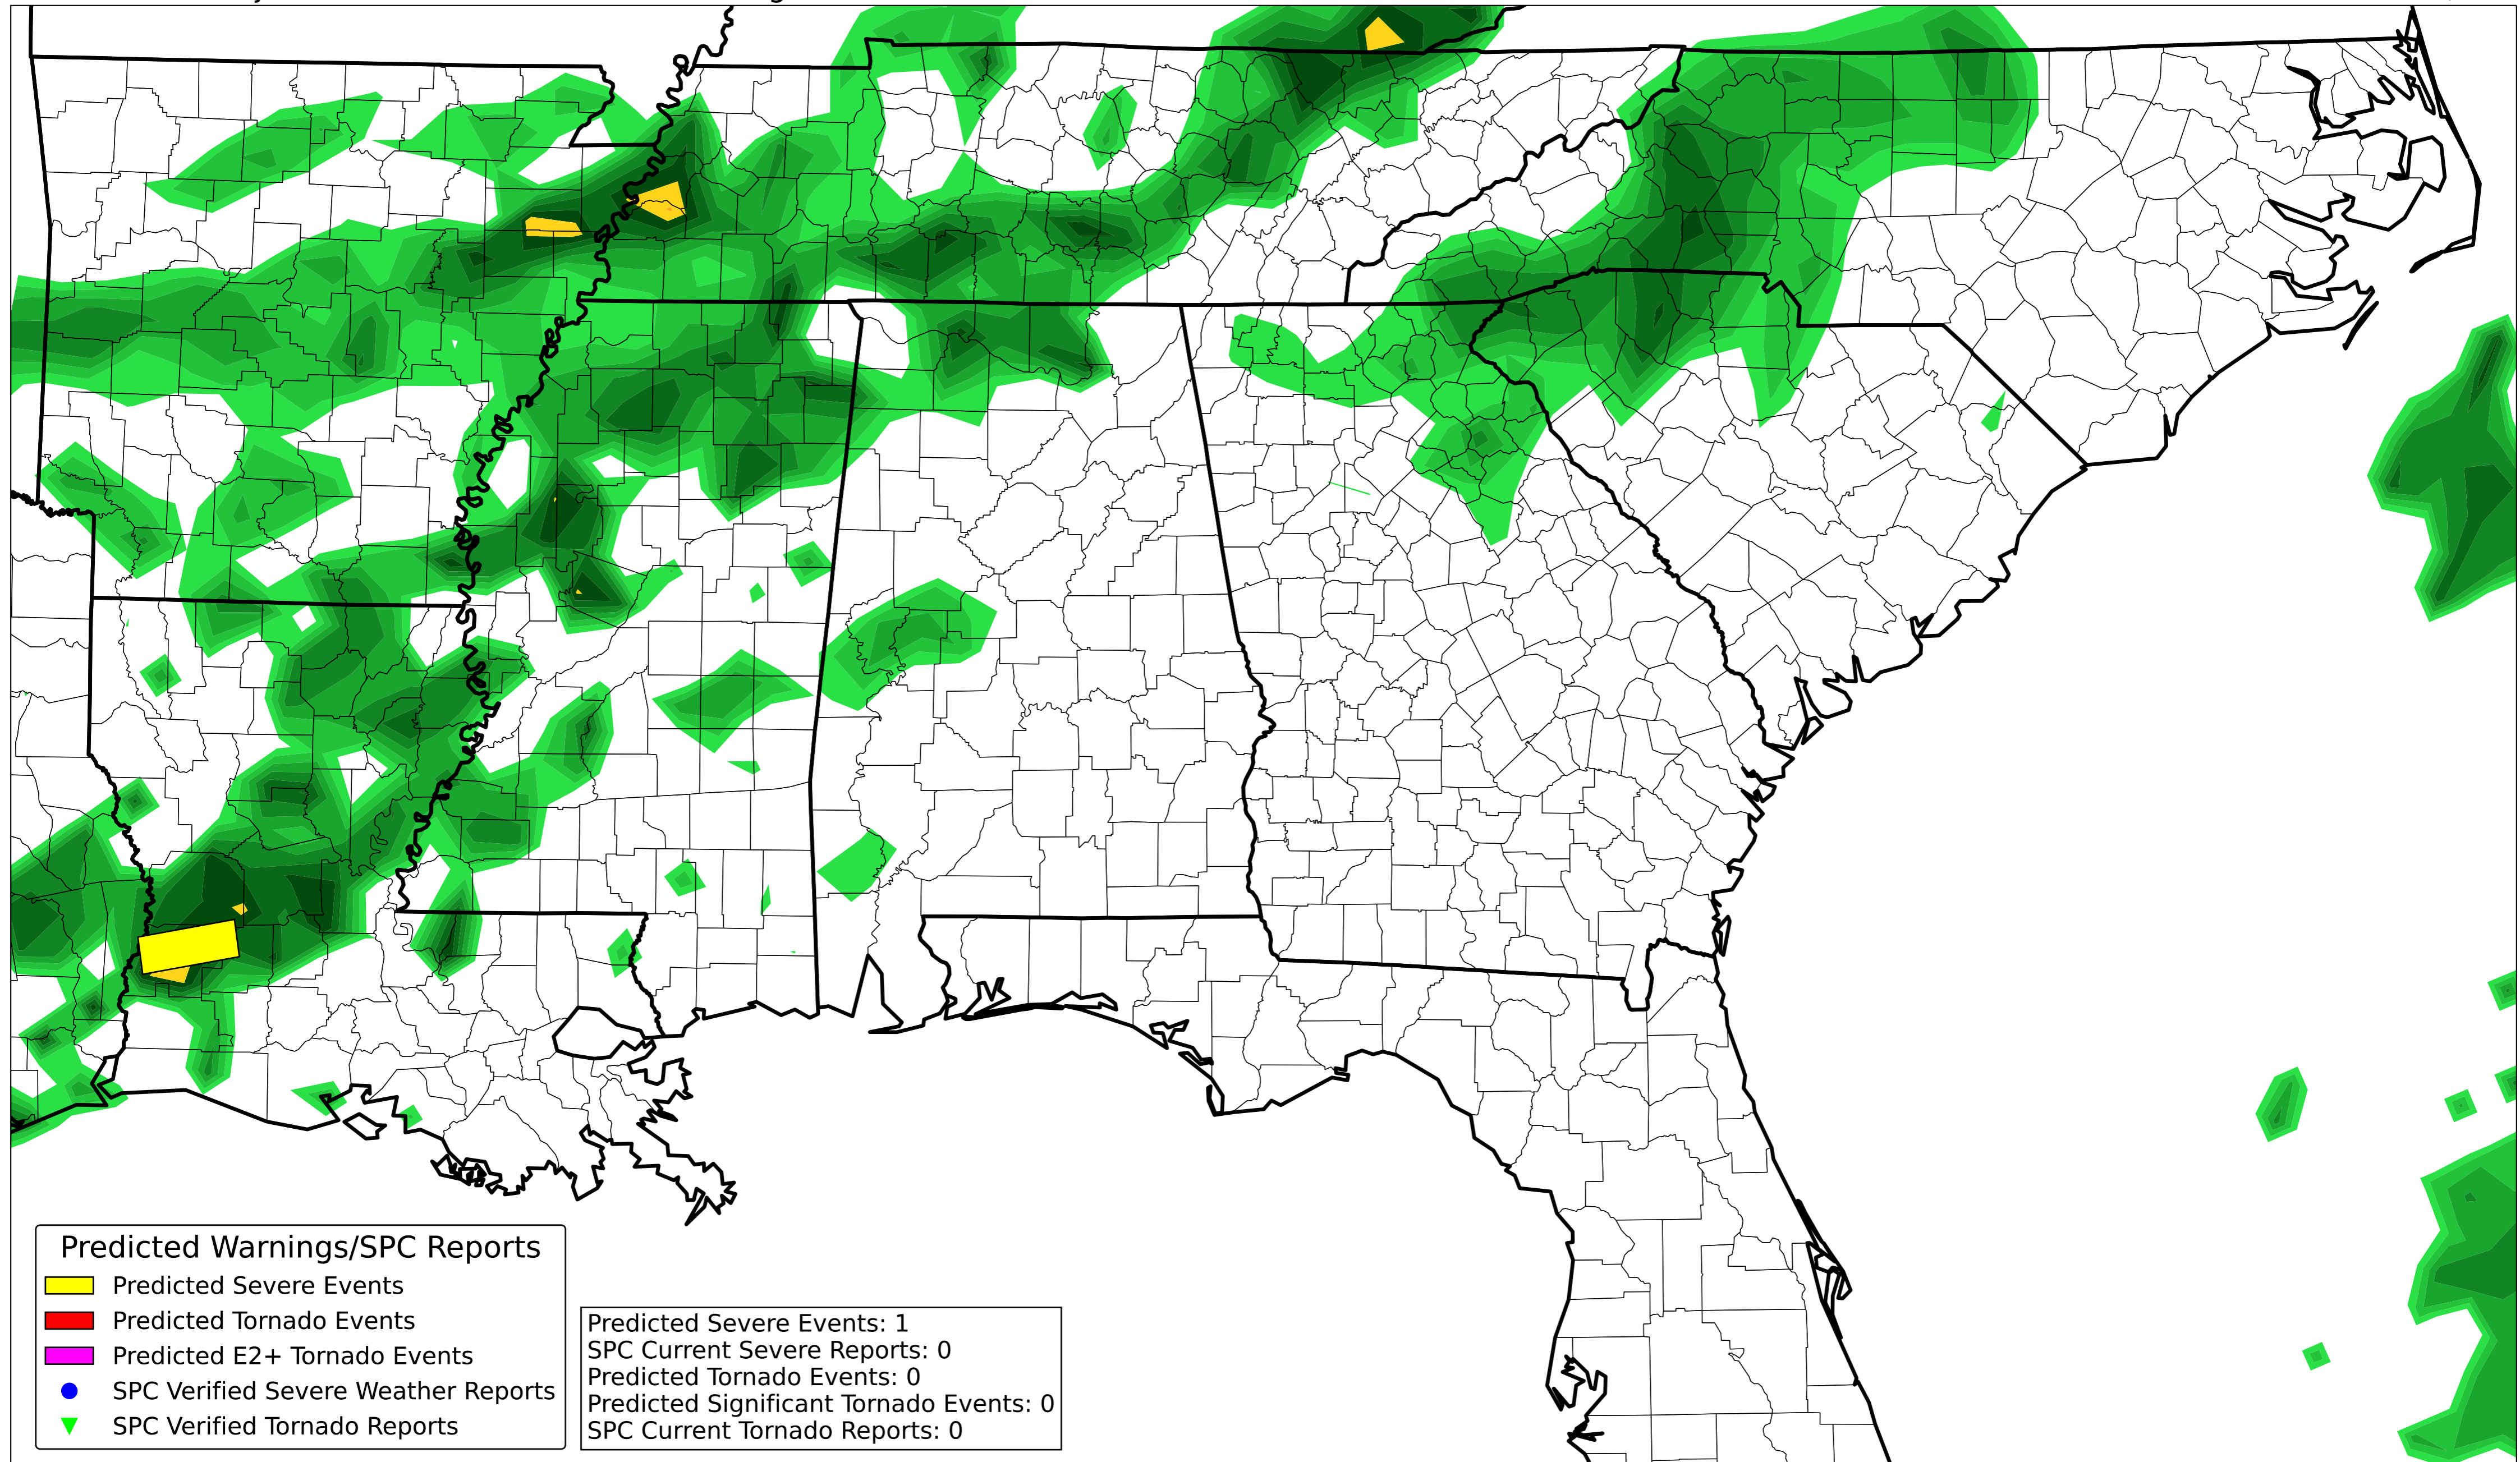 Predicted Warnings/SPC Reports
Predicted Severe Events
Predicted Tornado Events
Predicted E2+ Tornado Events
SPC Verified Severe Weather Reports
SPC Verified Tornado Reports
Predicted Severe Events: 1
SPC Current Severe Reports: 0
Predicted Tornado Events: 0
Predicted Significant Tornado Events: 0
SPC Current Tornado Reports: 0